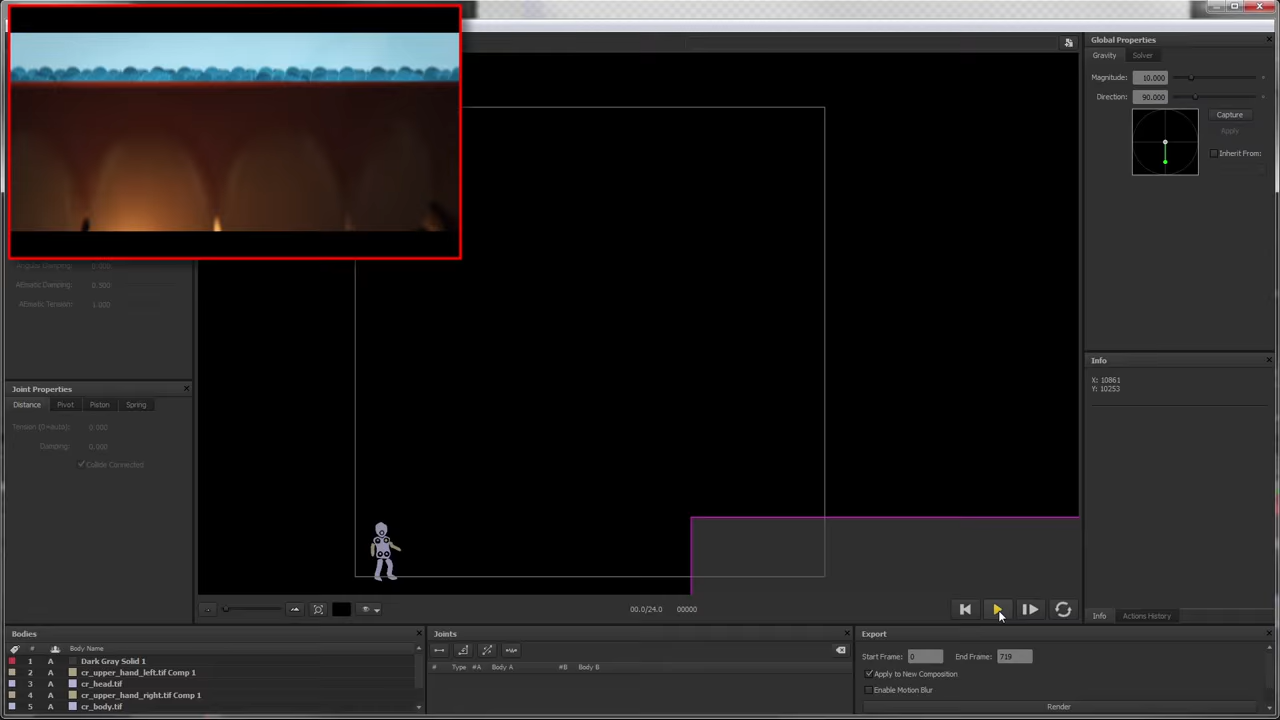 Global Properties
Gravity Solver
Magnitude: 10.000
Direction: 90.000
Capture
Apply
Inherit From:
Angular Damping: 0.000
AEmatic Damping: 0.300
AEmatic Tension: 1.000
Info
X: 10861
Y: 10253
Joint Properties
Distance Pivot Piston Spring
Tension (0=auto): 0.000
Damping: 0.000
Collide Connected
00.0/24.0 00000
Info Actions History
Bodies
# Body Name
1 A Dark Gray Solid 1
2 A cr_upper_hand_left.tif Comp 1
3 A cr_head.tif
4 A cr_upper_hand_right.tif Comp 1
5 A cr_body.tif
Joints
# Type #A Body A #B Body B
Export
Start Frame: 0 End Frame: 719
Apply to New Composition
Enable Motion Blur
Render